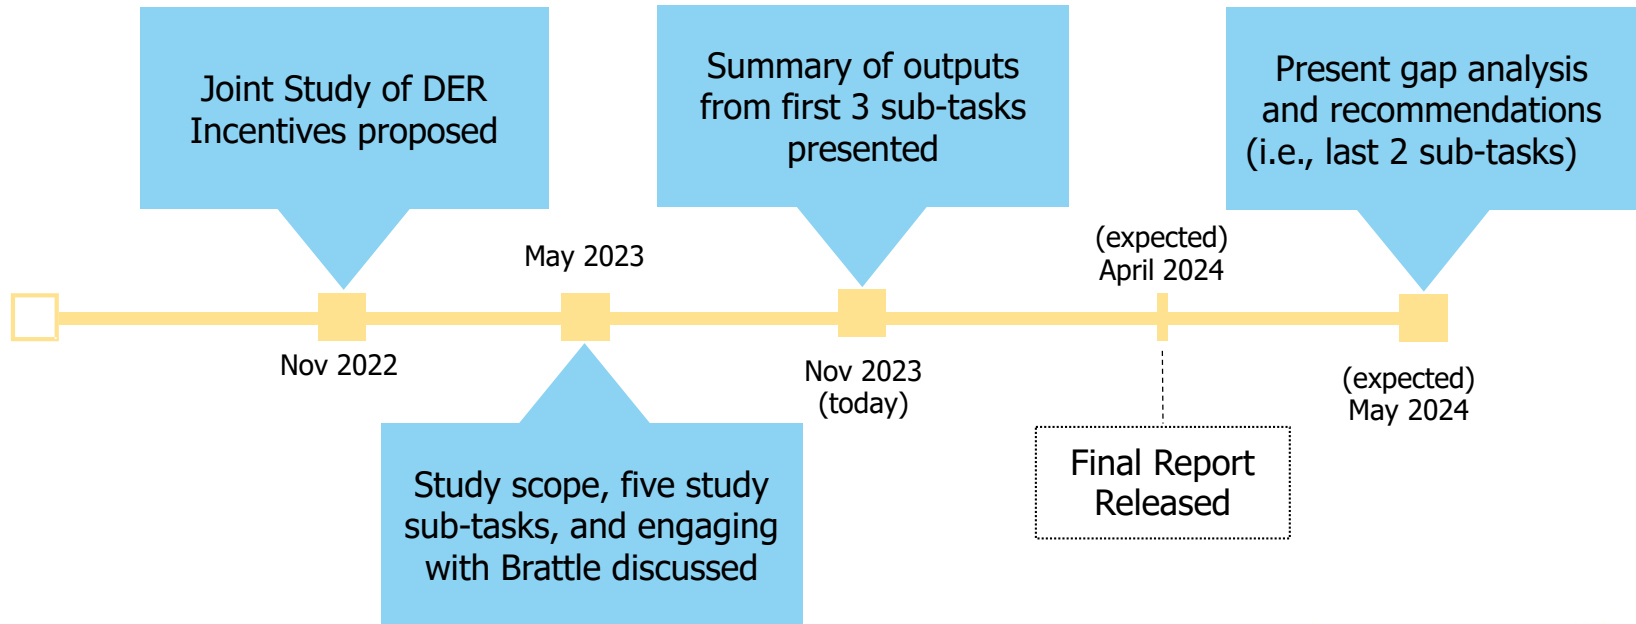 Joint Study of DER
Incentives proposed
Summary of outputs
from first 3 sub-tasks
presented
Present gap analysis
and recommendations
(i.e., last 2 sub-tasks)
May 2023
(expected)
April 2024
Nov 2022
Nov 2023
(today)
(expected)
May 2024
Study scope, five study
sub-tasks, and engaging
with Brattle discussed
Final Report
Released